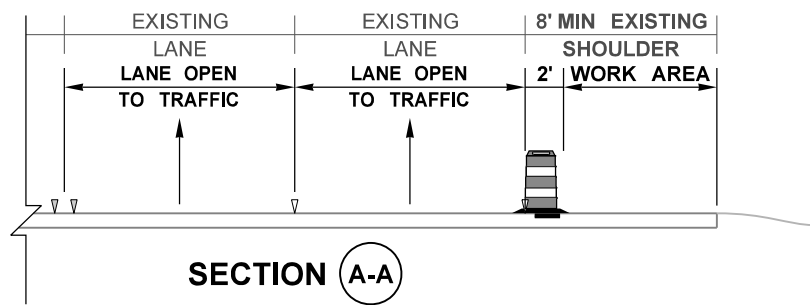 EXISTING EXISTING 8' MIN EXISTING
LANE LANE SHOULDER
LANE OPEN LANE OPEN 2' WORK AREA
TO TRAFFIC TO TRAFFIC
SECTION A-A